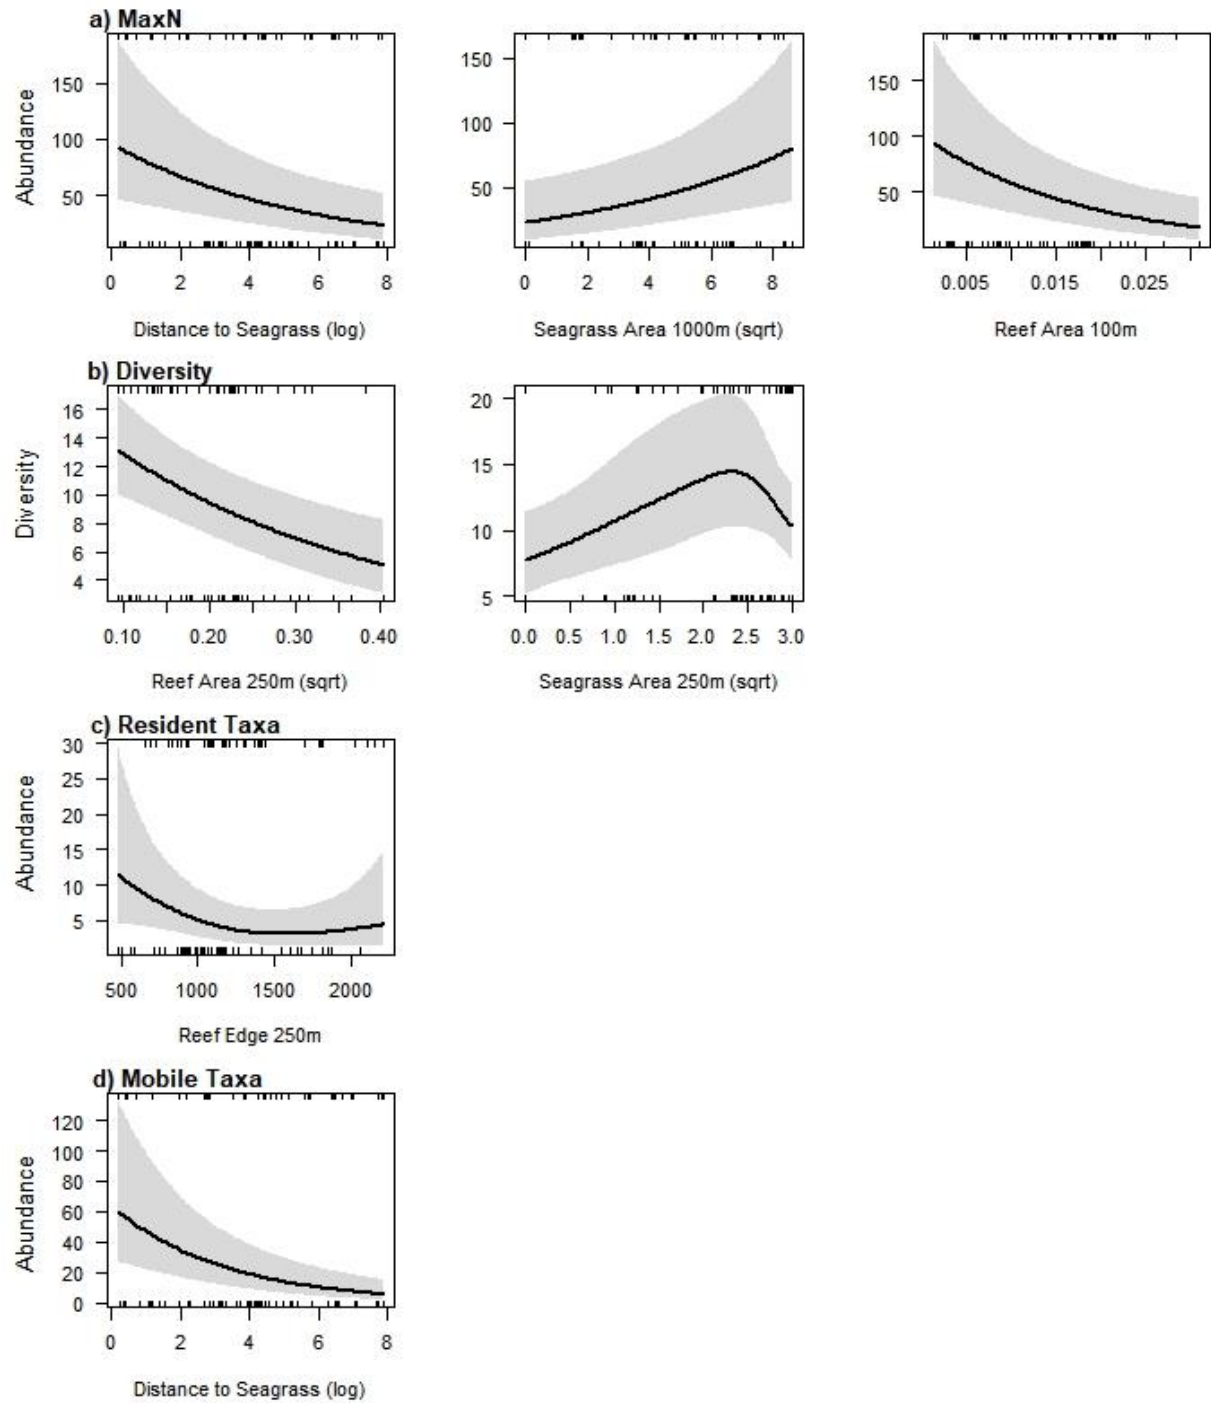 a) MaxN
Abundance
150
100
50
0 2 4 6 8
Distance to Seagrass (log)
150
100
50
0 2 4 6 8
Seagrass Area 1000m (sqrt)
150
100
50
0.005 0.015 0.025
Reef Area 100m
b) Diversity
Diversity
16
14
12
10
8
6
4
0.10 0.20 0.30 0.40
Reef Area 250m (sqrt)
20
15
10
5
0.0 0.5 1.0 1.5 2.0 2.5 3.0
Seagrass Area 250m (sqrt)
c) Resident Taxa
Abundance
30
25
20
15
10
5
500 1000 1500 2000
Reef Edge 250m
d) Mobile Taxa
Abundance
120
100
80
60
40
20
0
0 2 4 6 8
Distance to Seagrass (log)